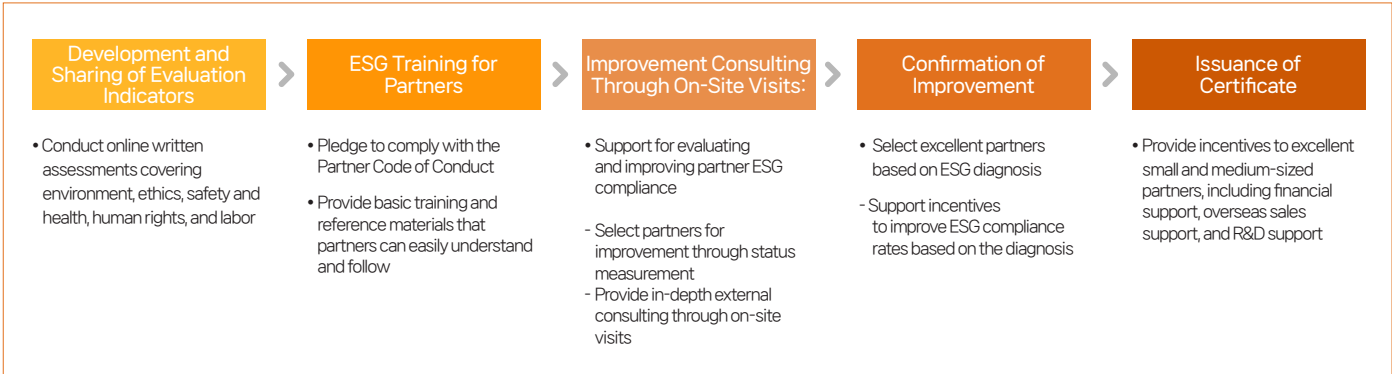 Development and
Sharing of Evaluation
Indicators
• Conduct online written
assessments covering
environment, ethics, safety and
health, human rights, and labor
ESG Training for
Partners
• Pledge to comply with the
Partner Code of Conduct
• Provide basic training and
reference materials that
partners can easily understand
and follow
Improvement Consulting
Through On-Site Visits:
• Support for evaluating
and improving partner ESG
compliance
- Select partners for
improvement through status
measurement
- Provide in-depth external
consulting through on-site
visits
Confirmation of
Improvement
• Select excellent partners
based on ESG diagnosis
- Support incentives
to improve ESG compliance
rates based on the diagnosis
Issuance of
Certificate
• Provide incentives to excellent
small and medium-sized
partners, including financial
support, overseas sales
support, and R&D support